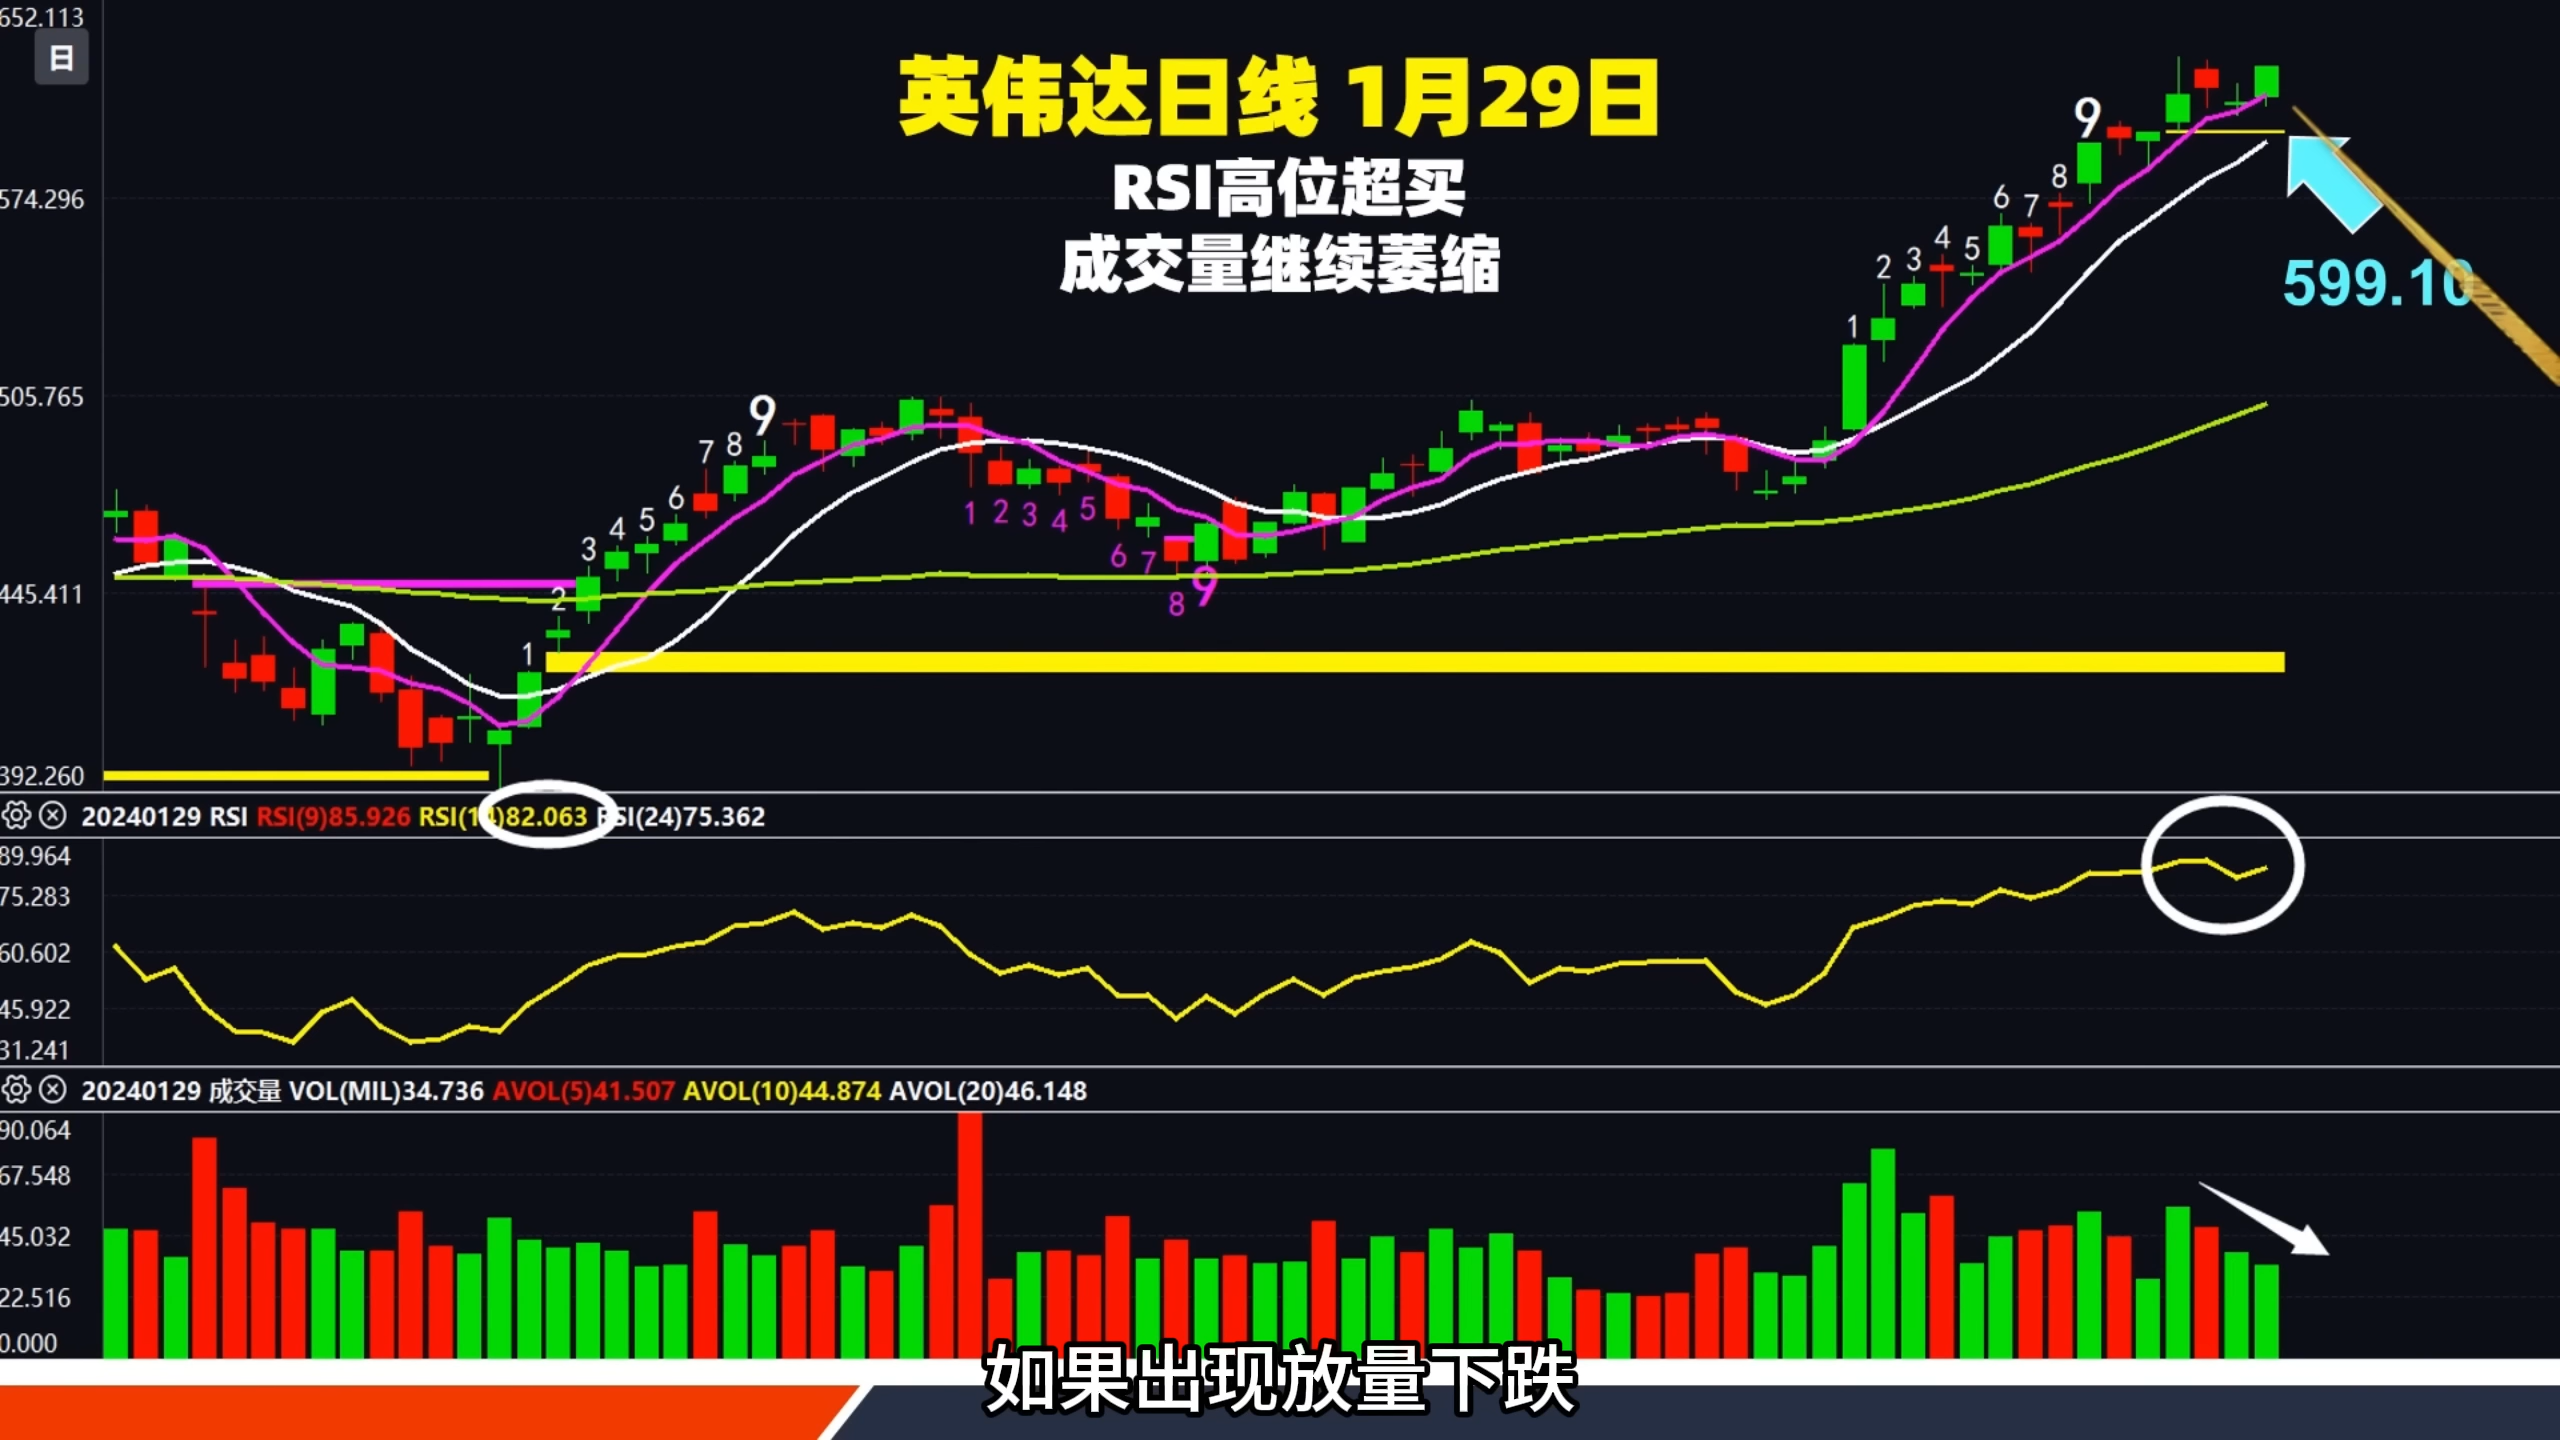 652.113
日
英伟达日线 1月29日
RSI高位超买
成交量继续萎缩
574.296
505.765
445.411
392.260
599.10
1 2 3 4 5 6 7 8 9
1 2 3 4 5 6 7 8 9
1 2 3 4 5 6 7 8 9
20240129 RSI RSI(9)85.926 RSI(14)82.063 RSI(24)75.362
89.964
75.283
60.602
45.922
31.241
20240129 成交量 VOL(MIL)34.736 AVOL(5)41.507 AVOL(10)44.874 AVOL(20)46.148
90.064
67.548
45.032
22.516
0.000
如果出现放量下跌